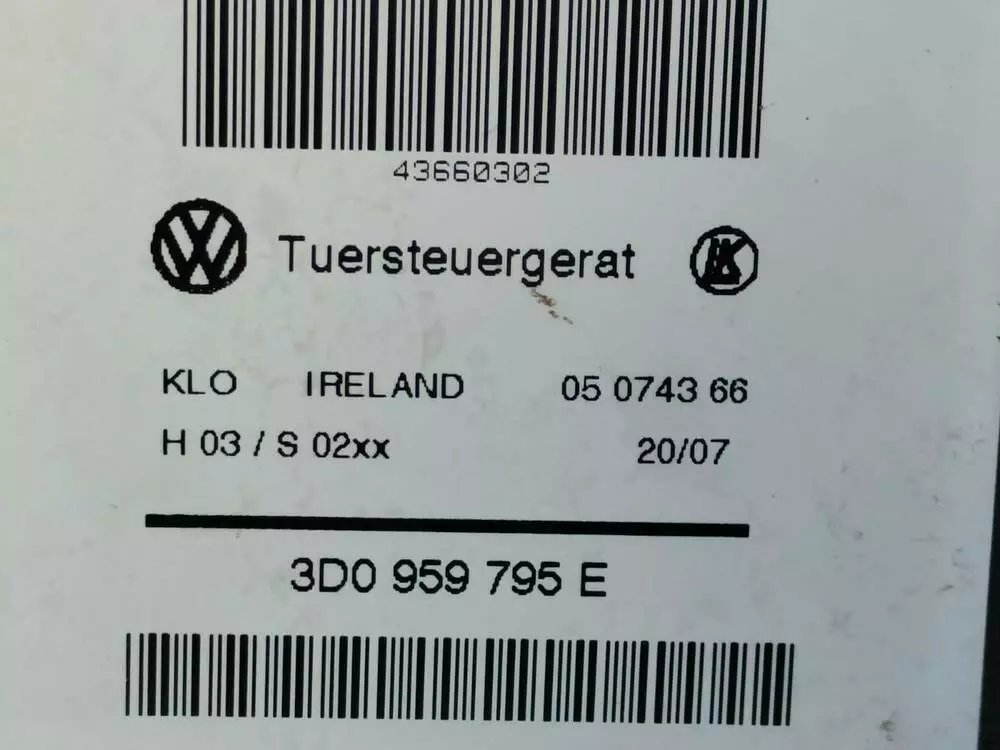 43660302
Tuersteuergerat
KLO IRELAND 05 0743 66
H 03 / S 02xx 20/07
3D0 959 795 E